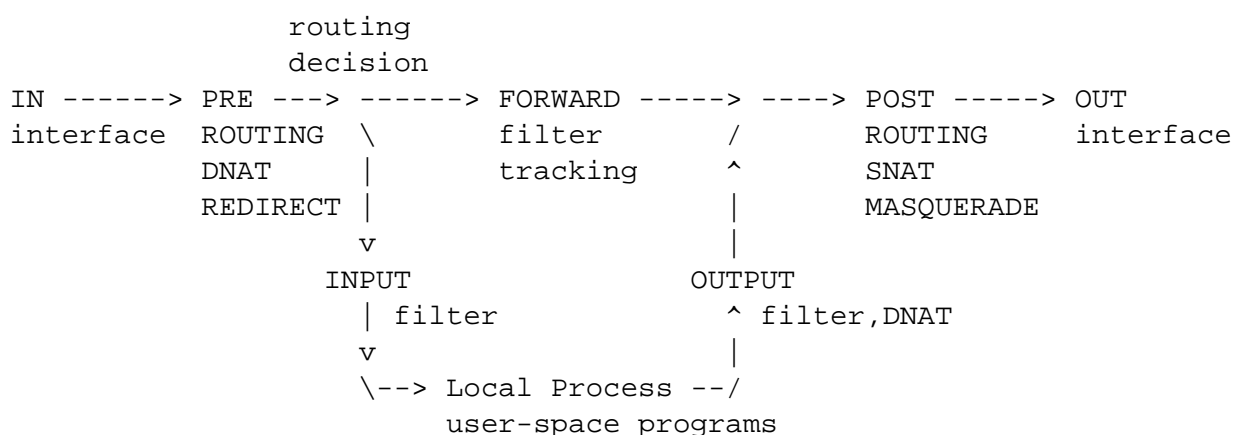 routing
                decision
IN ------> PRE ---> ------> FORWARD -----> ----> POST -----> OUT
interface  ROUTING  \       filter       /       ROUTING     interface
           DNAT     |       tracking     ^       SNAT
           REDIRECT |                    |       MASQUERADE
                    v                    |
                  INPUT                OUTPUT
                    | filter             ^ filter,DNAT
                    v                    |
                    \--> Local Process --/
                         user-space programs